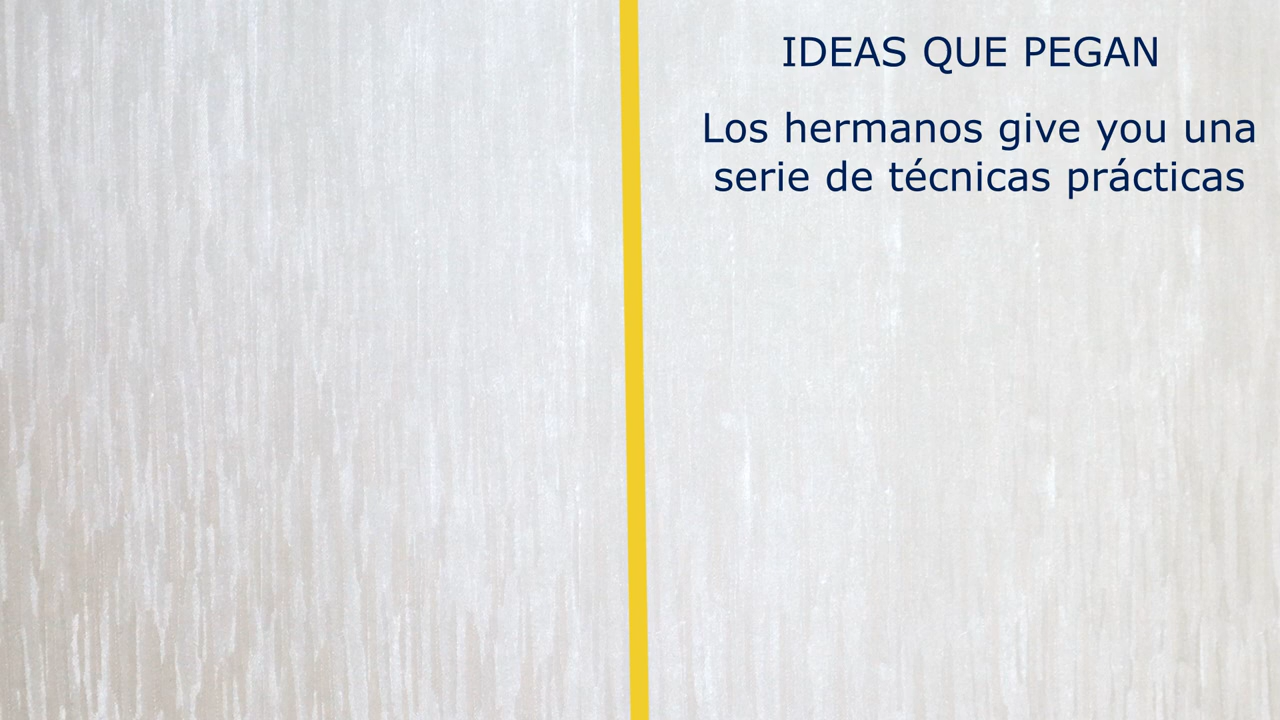 IDEAS QUE PEGAN
Los hermanos give you una
serie de técnicas prácticas